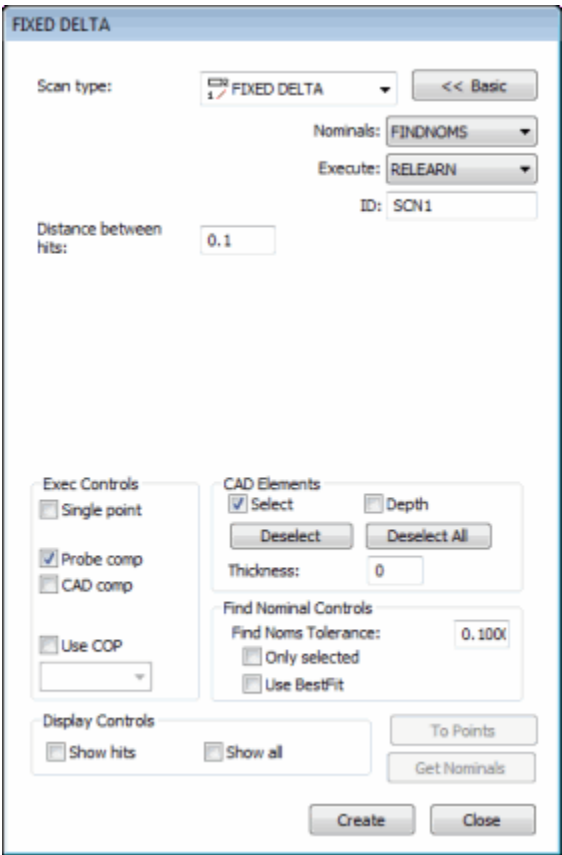 FIXED DELTA
Scan type: FIXED DELTA << Basic
Nominals: FINDNOMS
Execute: RELEARN
ID: SCN1
Distance between
hits: 0.1
Exec Controls
Single point
Probe comp
CAD comp
Use COP
CAD Elements
Select Depth
Deselect Deselect All
Thickness: 0
Find Nominal Controls
Find Noms Tolerance: 0.100
Only selected
Use BestFit
Display Controls
Show hits Show all
To Points
Get Nominals
Create Close